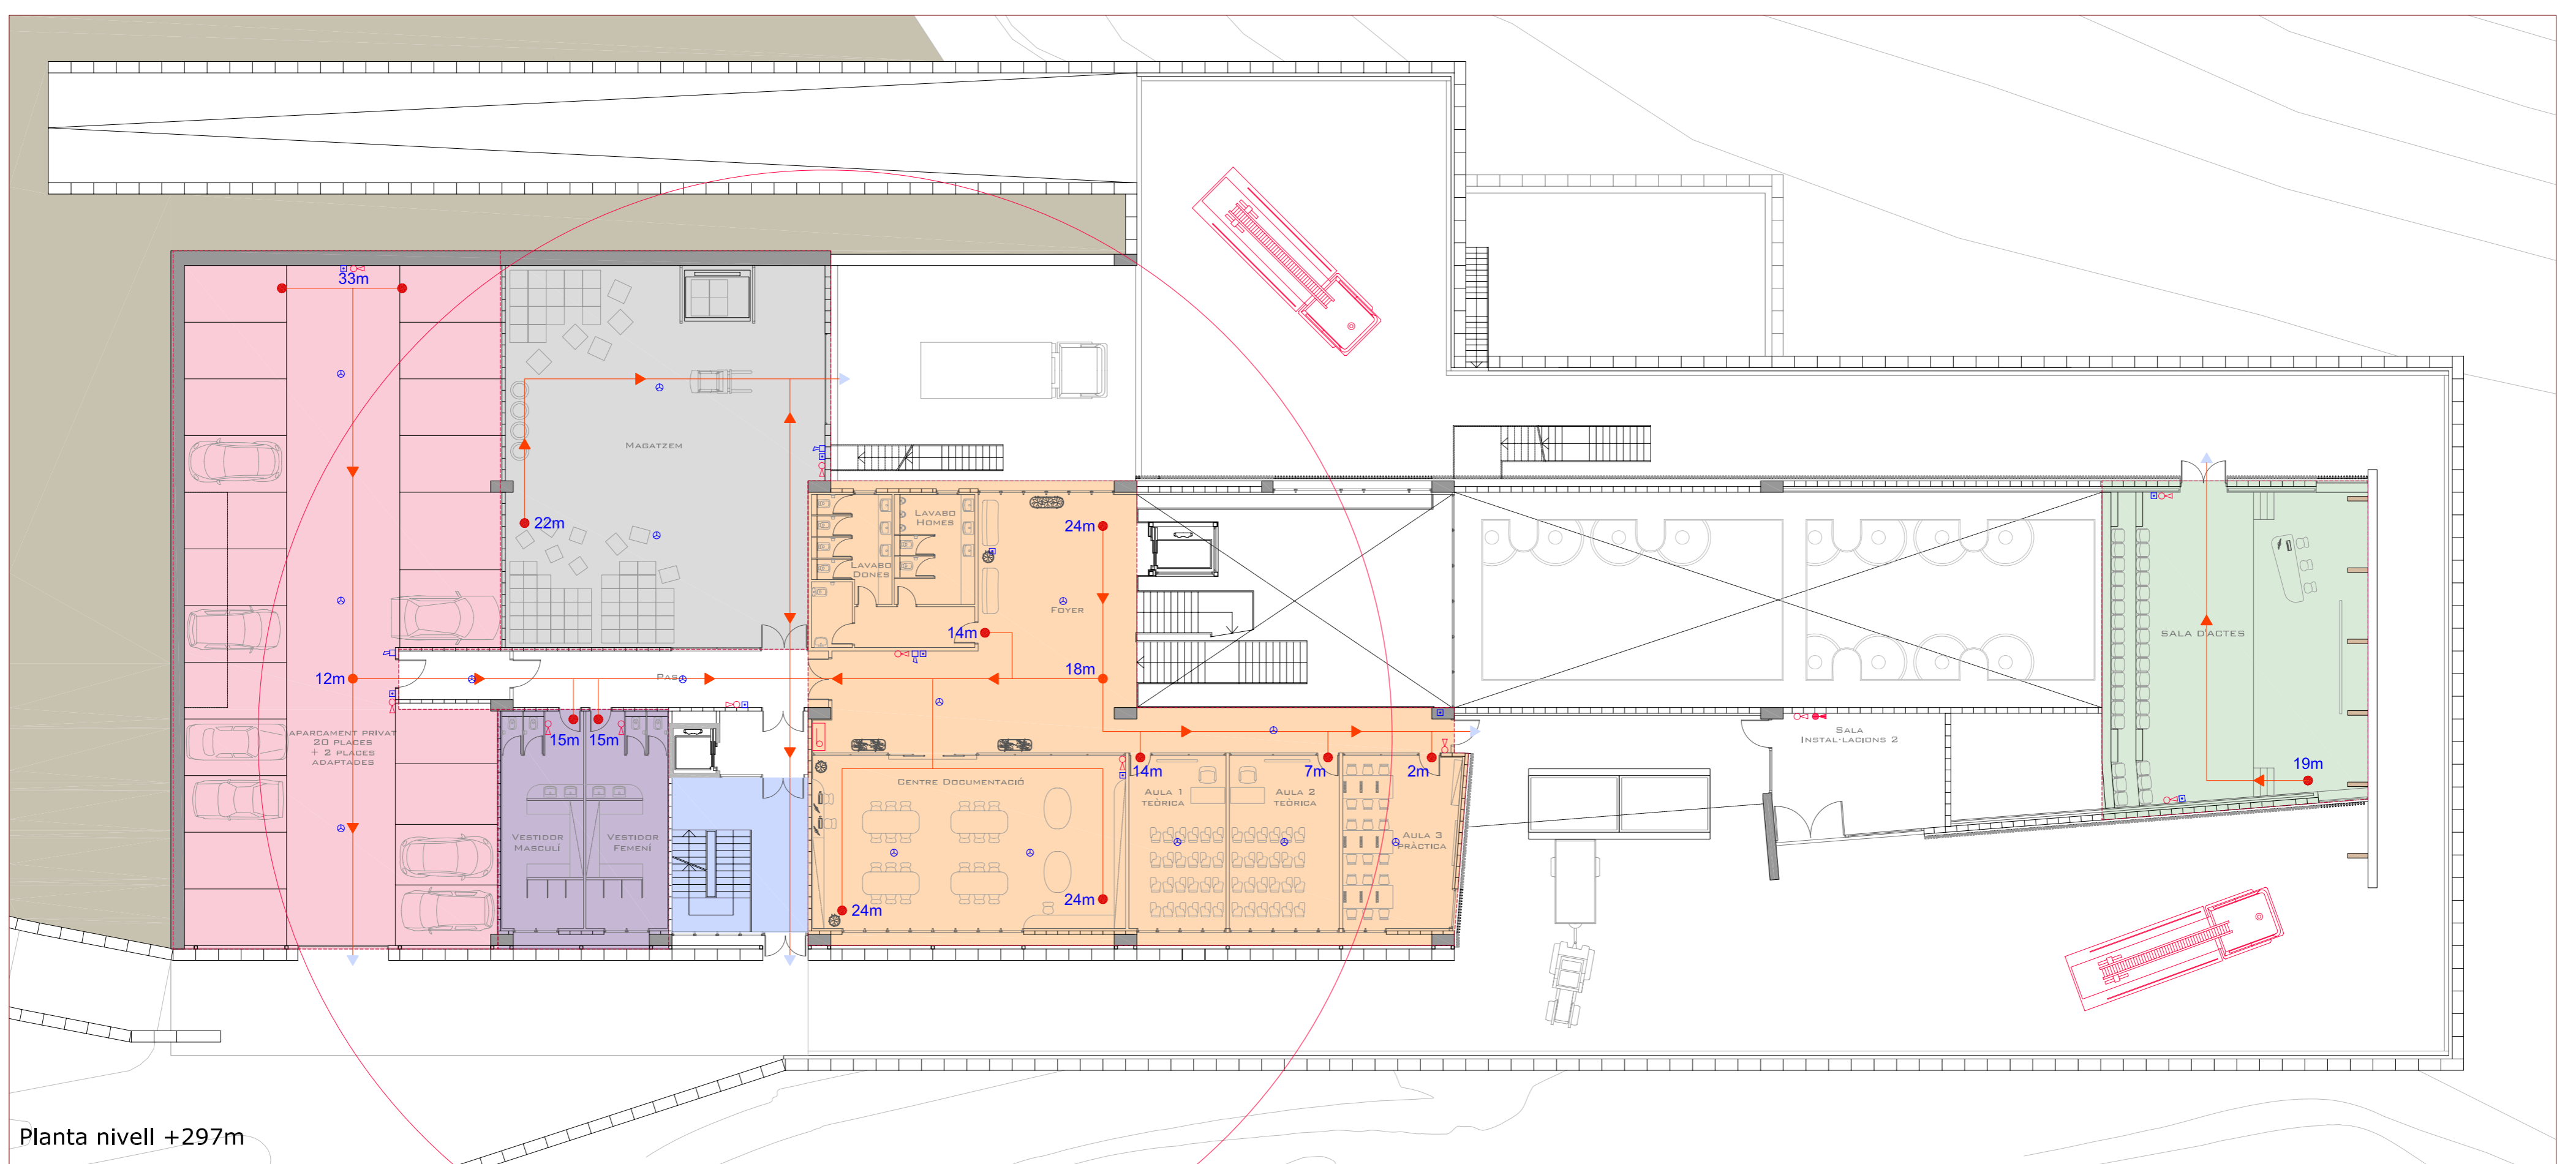 33m
MAGATZEM
22m
LAVABO
HOMES
LAVABO
DONES
24m
FOYER
14m
SALA D'ACTES
12m
PAS
18m
APARCAMENT PRIVAT
20 PLACES
+ 2 PLACES
ADAPTADES
15m
15m
SALA
INSTAL·LACIONS 2
14m
7m
2m
19m
CENTRE DOCUMENTACIÓ
AULA 1
TEÒRICA
AULA 2
TEÒRICA
VESTIDOR
MASCULÍ
VESTIDOR
FEMENÍ
AULA 3
PRÀCTICA
24m
24m
Planta nivell +297m